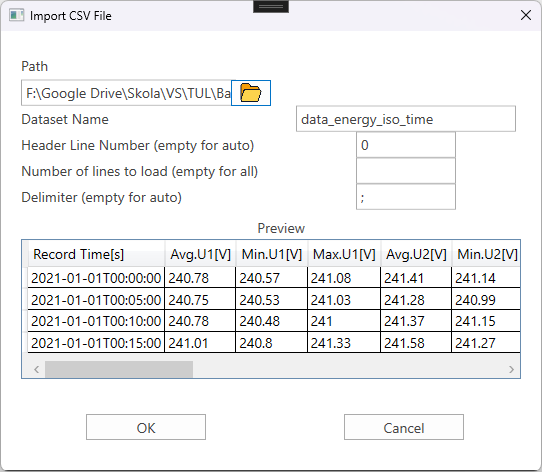 Import CSV File
Path
F:\Google Drive\Skola\VS\TUL\Ba
Dataset Name data_energy_iso_time
Header Line Number (empty for auto) 0
Number of lines to load (empty for all)
Delimiter (empty for auto) ;
Preview
Record Time[s] Avg.U1[V] Min.U1[V] Max.U1[V] Avg.U2[V] Min.U2[V]
2021-01-01T00:00:00 240.78 240.57 241.08 241.41 241.14
2021-01-01T00:05:00 240.75 240.53 241.03 241.28 240.99
2021-01-01T00:10:00 240.78 240.48 241 241.37 241.15
2021-01-01T00:15:00 241.01 240.8 241.33 241.58 241.27
OK Cancel